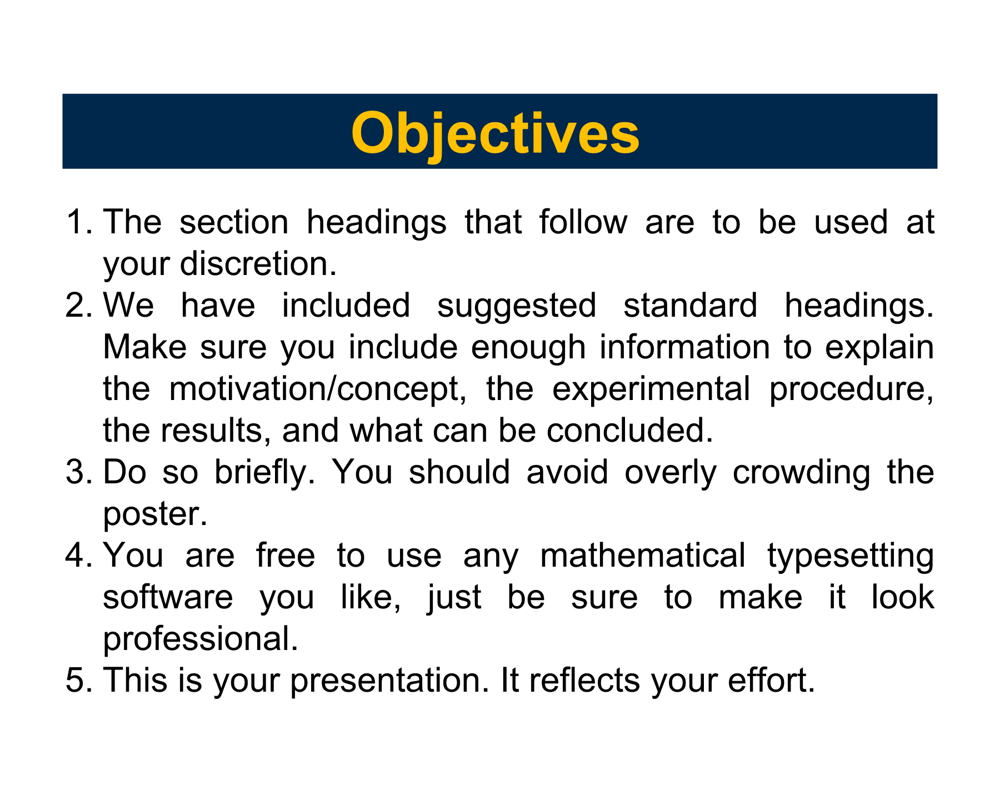 Objectives
1. The section headings that follow are to be used at
your discretion.
2. We have included suggested standard headings.
Make sure you include enough information to explain
the motivation/concept, the experimental procedure,
the results, and what can be concluded.
3. Do so briefly. You should avoid overly crowding the
poster.
4. You are free to use any mathematical typesetting
software you like, just be sure to make it look
professional.
5. This is your presentation. It reflects your effort.